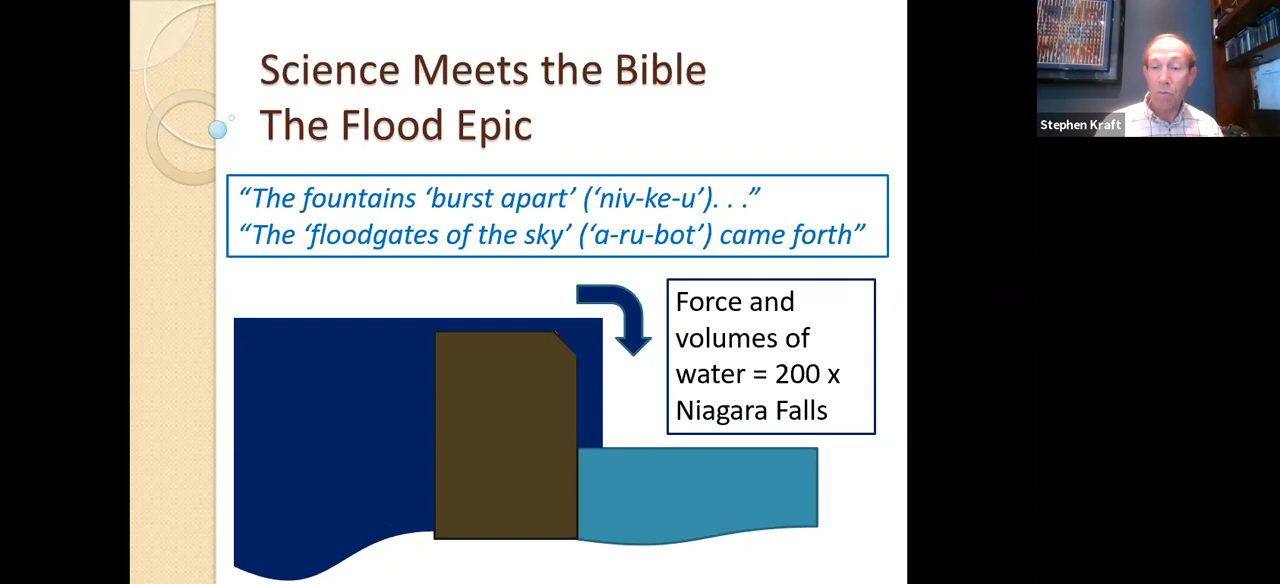 Science Meets the Bible
The Flood Epic
“The fountains ‘burst apart’ (‘niv-ke-u’). . .”
“The ‘floodgates of the sky’ (‘a-ru-bot’) came forth”
Force and
volumes of
water = 200 x
Niagara Falls
Stephen Kraft